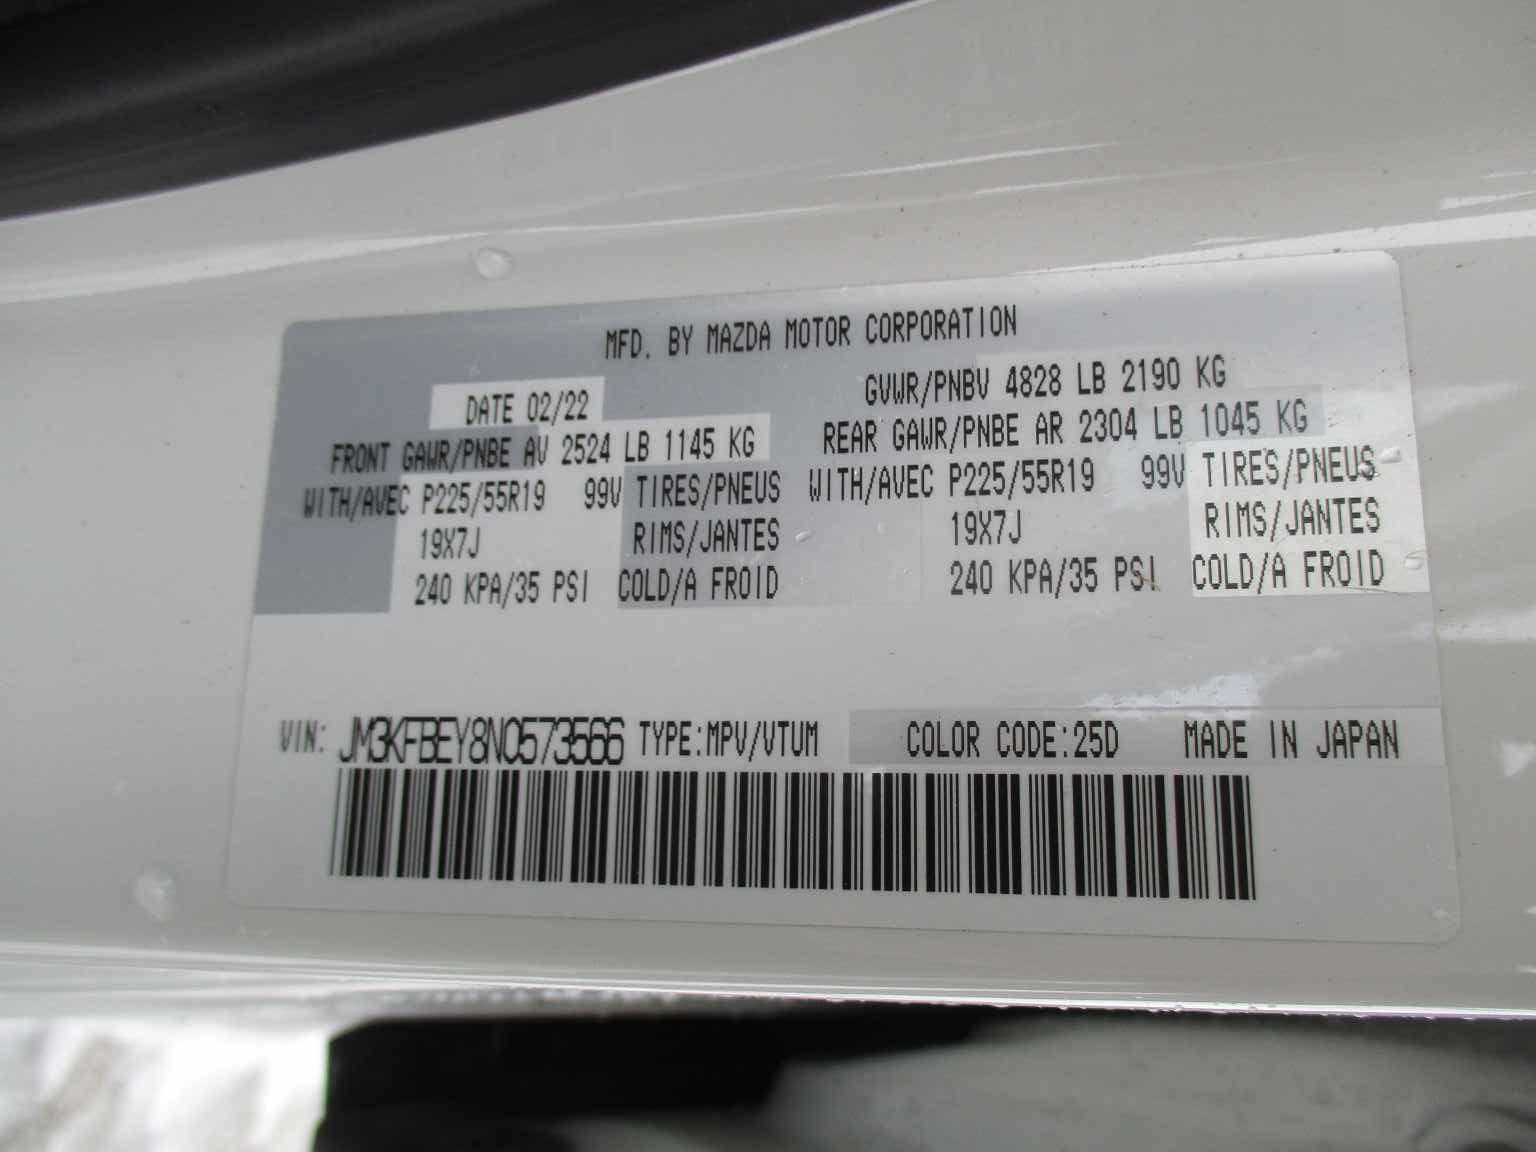 MFD. BY MAZDA MOTOR CORPORATION
DATE 02/22 GVWR/PNBV 4828 LB 2190 KG
FRONT GAWR/PNBE AV 2524 LB 1145 KG REAR GAWR/PNBE AR 2304 LB 1045 KG
WITH/AVEC P225/55R19 99V TIRES/PNEUS WITH/AVEC P225/55R19 99V TIRES/PNEUS
19X7J RIMS/JANTES 19X7J RIMS/JANTES
240 KPA/35 PSI COLD/A FROID 240 KPA/35 PSI COLD/A FROID
VIN: JM3KFBEY8N0573566 TYPE:MPV/VTUM COLOR CODE:25D MADE IN JAPAN